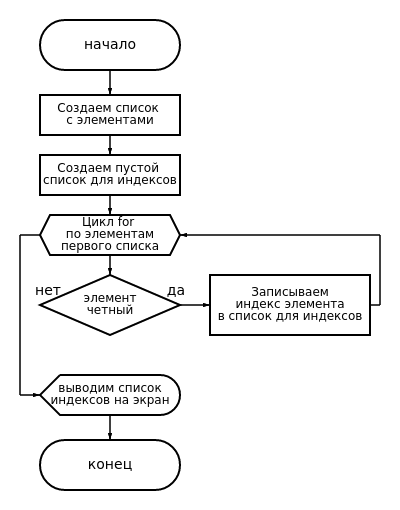 начало
Создаем список
с элементами
Создаем пустой
список для индексов
Цикл for
по элементам
первого списка
нет
да
элемент
четный
Записываем
индекс элемента
в список для индексов
выводим список
индексов на экран
конец